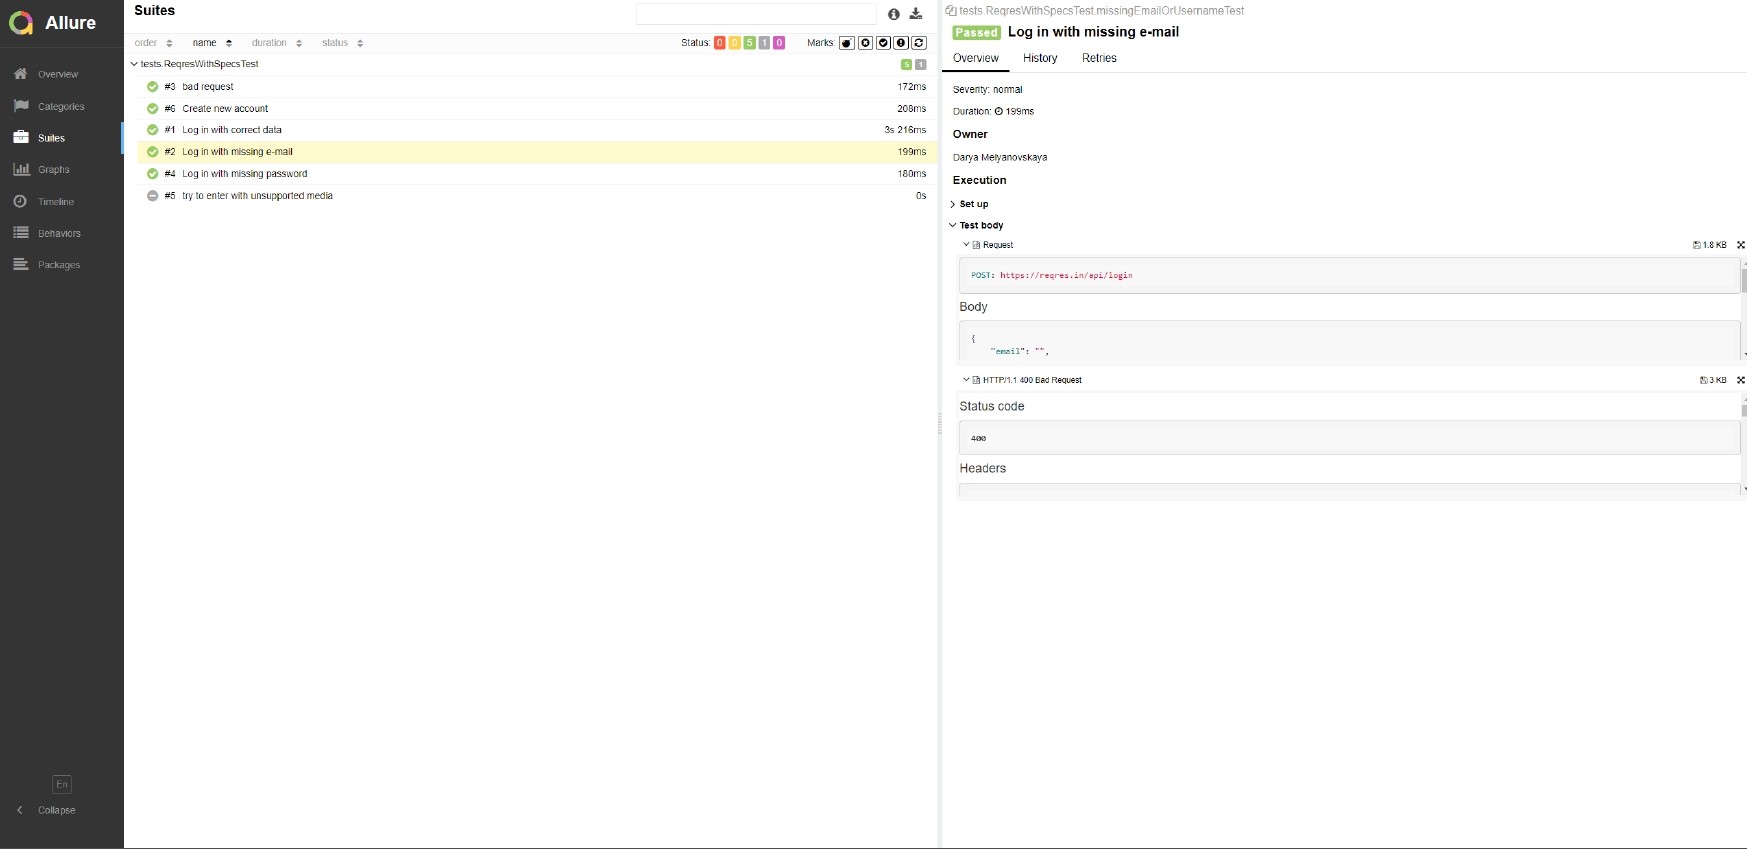 Allure
Overview
Categories
Suites
Graphs
Timeline
Behaviors
Packages
En
Collapse
Suites
order name duration status
Status: 0 0 5 1 0 Marks:
tests.ReqresWithSpecsTest 5 1
#3 bad request 172ms
#6 Create new account 208ms
#1 Log in with correct data 3s 216ms
#2 Log in with missing e-mail 199ms
#4 Log in with missing password 180ms
#5 try to enter with unsupported media 0s
tests.ReqresWithSpecsTest.missingEmailOrUsernameTest
Passed Log in with missing e-mail
Overview History Retries
Severity: normal
Duration: 199ms
Owner
Darya Melyanovskaya
Execution
Set up
Test body
Request 1.8 KB
POST: https://reqres.in/api/login
Body
{
"email": "",
HTTP/1.1 400 Bad Request 3 KB
Status code
400
Headers